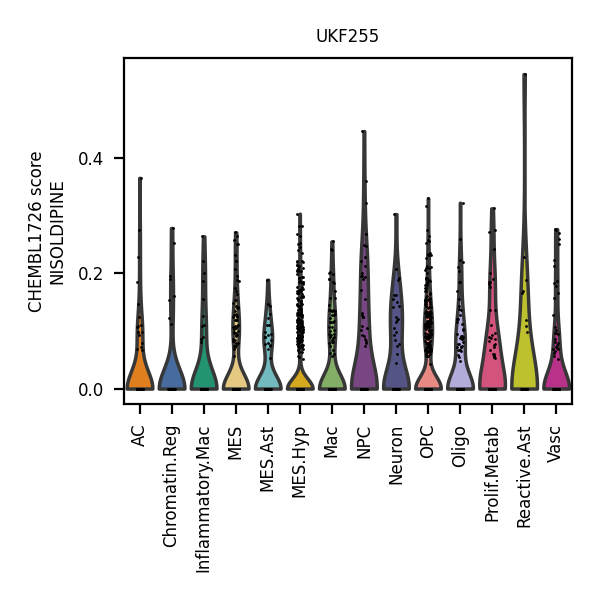 UKF255
CHEMBL1726 score
NISOLDIPINE
0.4
0.2
0.0
AC
Chromatin.Reg
Inflammatory.Mac
MES
MES.Ast
MES.Hyp
Mac
NPC
Neuron
OPC
Oligo
Prolif.Metab
Reactive.Ast
Vasc